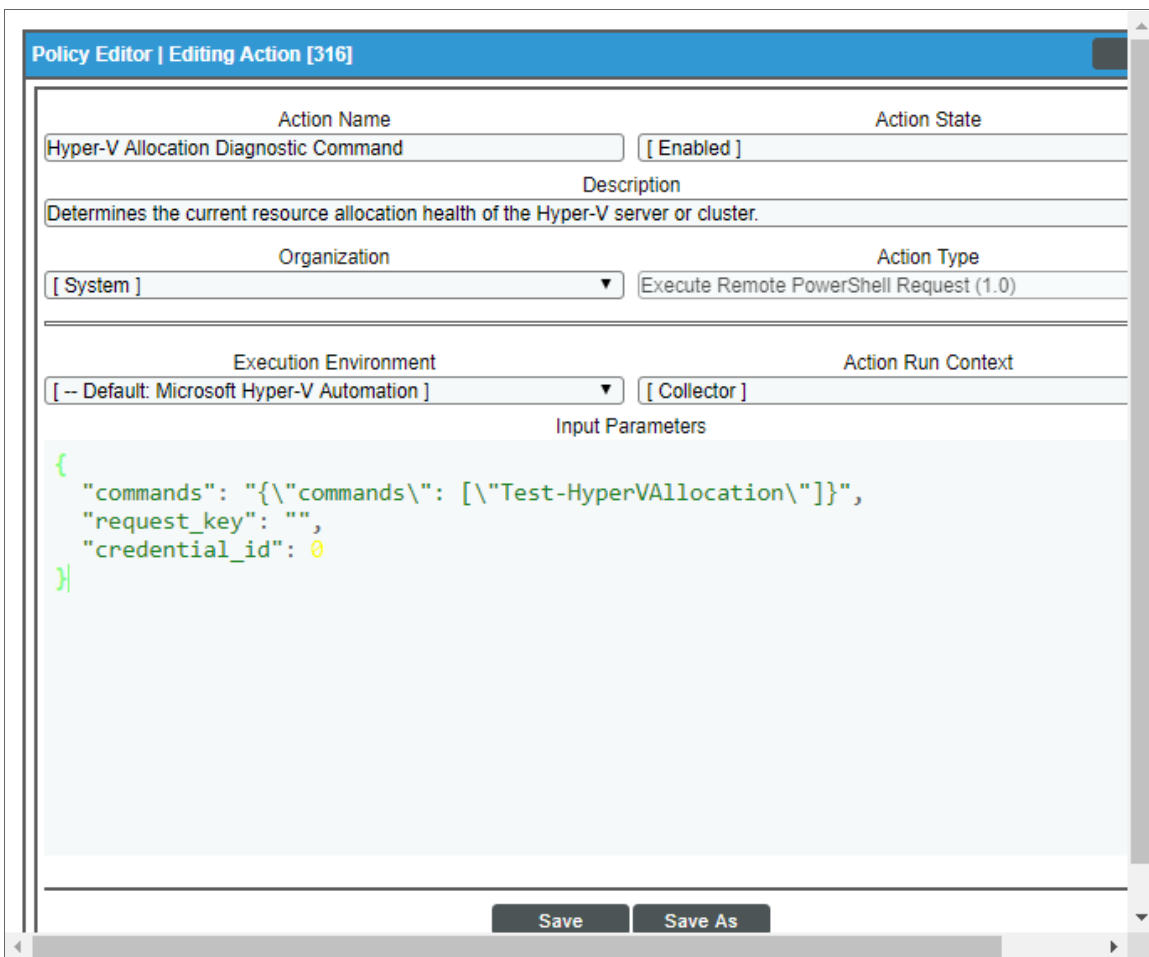 Policy Editor | Editing Action [316]
Action Name
Action State
Hyper-V Allocation Diagnostic Command
[ Enabled ]
Description
Determines the current resource allocation health of the Hyper-V server or cluster.
Organization
Action Type
[ System ]
Execute Remote PowerShell Request (1.0)
Execution Environment
Action Run Context
[ -- Default: Microsoft Hyper-V Automation ]
[ Collector ]
Input Parameters
{
"commands": "{\"commands\": [\"Test-HyperVAllocation\"]}",
"request_key": "",
"credential_id": 0
}
Save
Save As